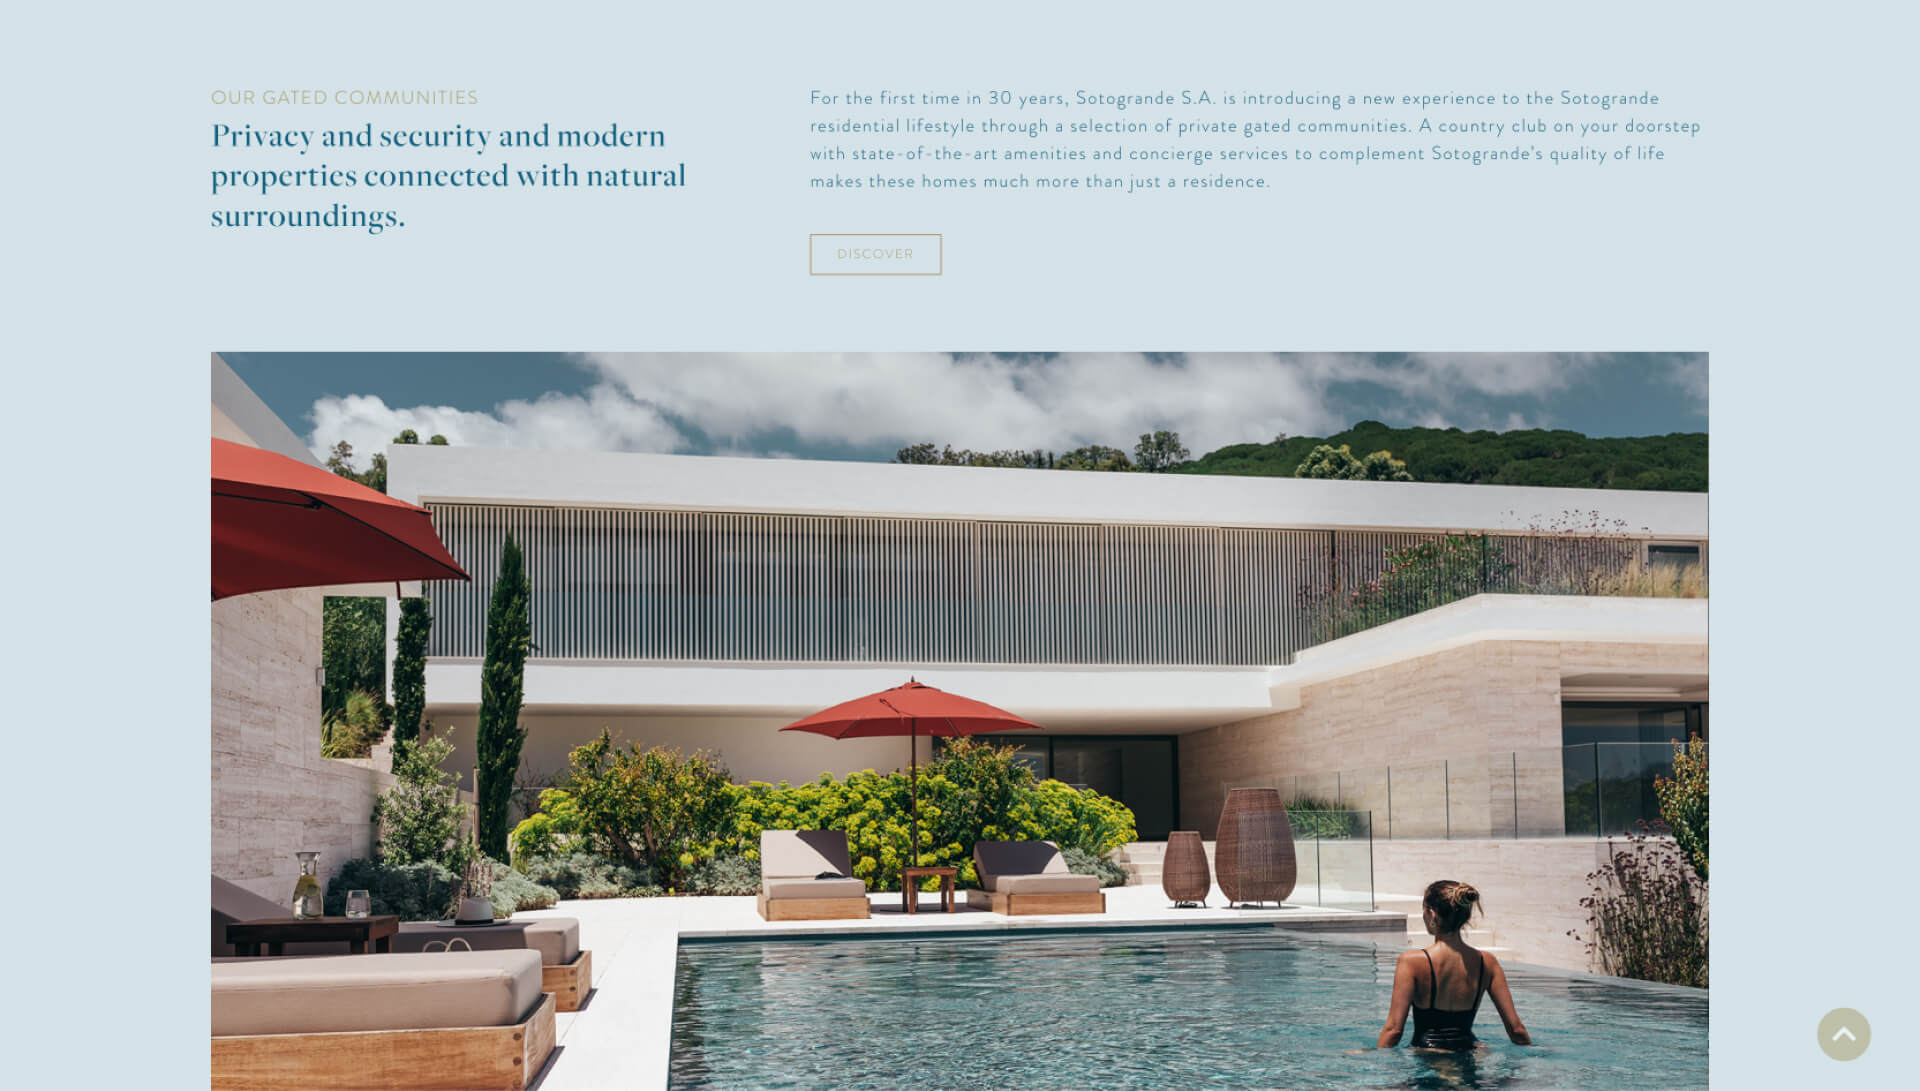 OUR GATED COMMUNITIES
Privacy and security and modern
properties connected with natural
surroundings.
For the first time in 30 years, Sotogrande S.A. is introducing a new experience to the Sotogrande
residential lifestyle through a selection of private gated communities. A country club on your doorstep
with state-of-the-art amenities and concierge services to complement Sotogrande’s quality of life
makes these homes much more than just a residence.
DISCOVER